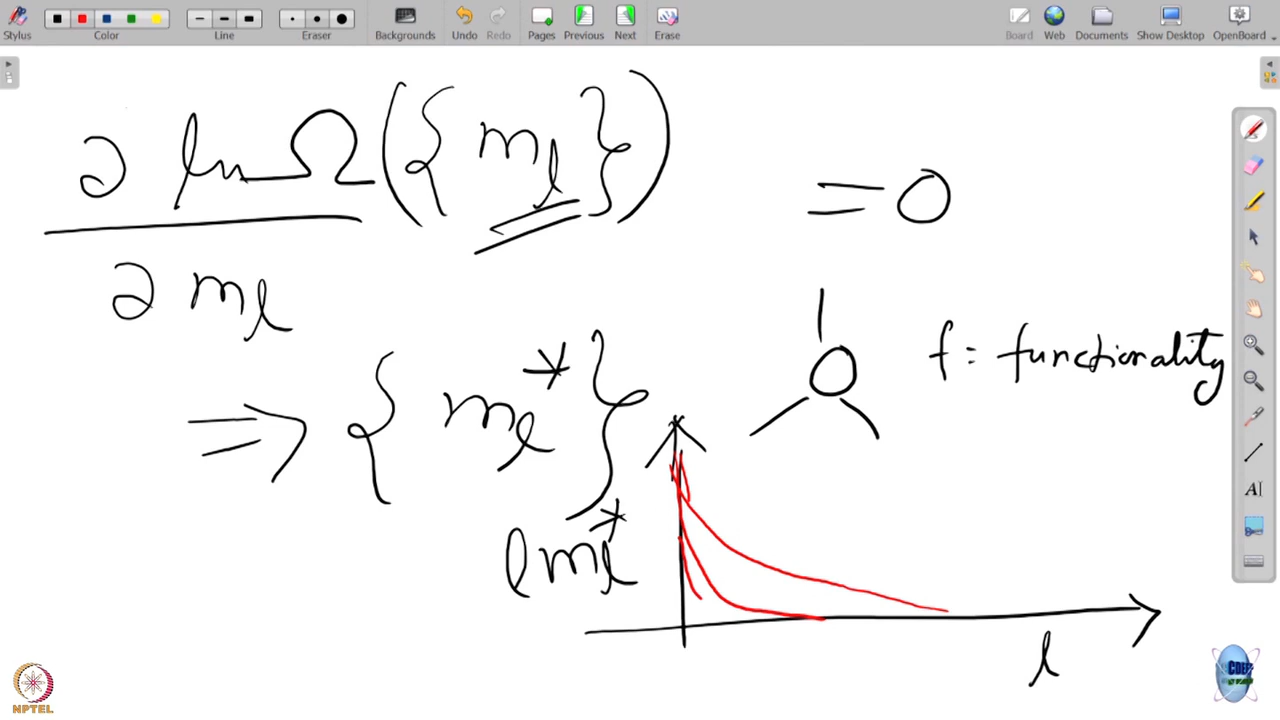 Stylus Color Line Eraser Backgrounds Undo Redo Pages Previous Next Erase Board Web Documents Show Desktop OpenBoard
∂ ln Ω ({m_l}) = 0
∂ m_l
f = functionality
⇒ {m_l*}
l m_l*
l
NPTEL
CDEEP